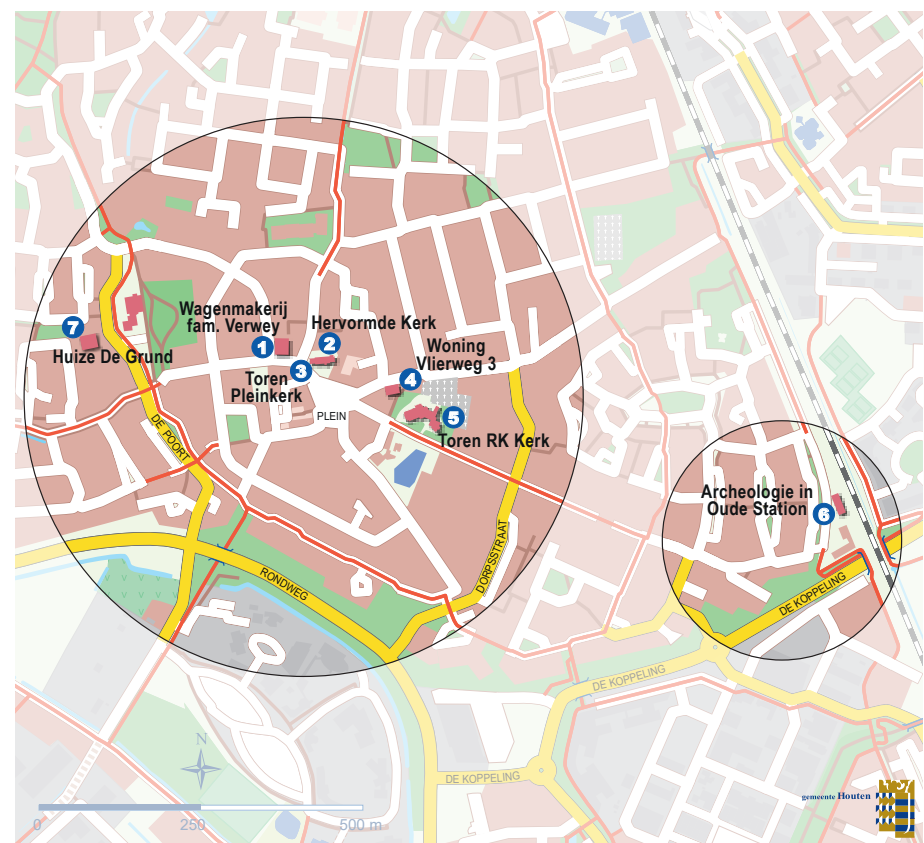 7
Huize De Grund
Wagenmakerij
fam. Verwey
1
Hervormde Kerk
2
3
Toren
Pleinkerk
Woning
Vlierweg 3
4
5
Toren RK Kerk
PLEIN
DE POORT
RONDWEG
DORPSSTRAAT
Archeologie in
Oude Station
6
DE KOPPELING
DE KOPPELING
DE KOPPELING
N
0
250
500 m
gemeente Houten